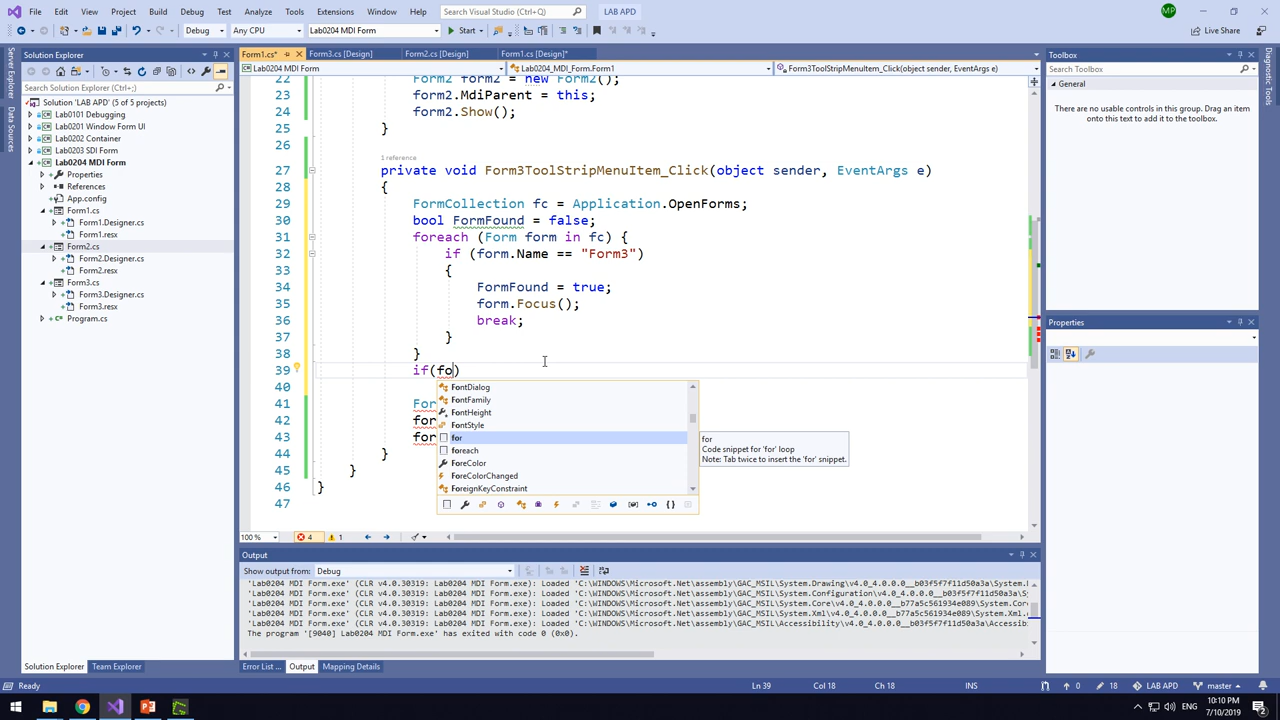 File Edit View Project Build Debug Test Analyze Tools Extensions Window Help Search Visual Studio (Ctrl+Q) LAB APD MP
Debug Any CPU Lab0204 MDI Form Start Live Share
Server Explorer
Data Sources
Solution Explorer
Search Solution Explorer (Ctrl+;)
Solution 'LAB APD' (5 of 5 projects)
Lab0101 Debugging
Lab0201 Window Form UI
Lab0202 Container
Lab0203 SDI Form
Lab0204 MDI Form
Properties
References
App.config
Form1.cs
Form1.Designer.cs
Form1.resx
Form2.cs
Form2.Designer.cs
Form2.resx
Form3.cs
Form3.Designer.cs
Form3.resx
Program.cs
Solution Explorer Team Explorer
Form1.cs* Form3.cs [Design] Form2.cs [Design] Form1.cs [Design]*
Lab0204 MDI Form Lab0204_MDI_Form.Form1 Form3ToolStripMenuItem_Click(object sender, EventArgs e)
22 Form2 form2 = new Form2();
23 form2.MdiParent = this;
24 form2.Show();
25 }
26
1 reference
27 private void Form3ToolStripMenuItem_Click(object sender, EventArgs e)
28 {
29 FormCollection fc = Application.OpenForms;
30 bool FormFound = false;
31 foreach (Form form in fc) {
32 if (form.Name == "Form3")
33 {
34 FormFound = true;
35 form.Focus();
36 break;
37 }
38 }
39 if(fo)
40
41 For
42 for
43 for
44 }
45 }
46 }
47
FontDialog
FontFamily
FontHeight
FontStyle
for
foreach
ForeColor
ForeColorChanged
ForeignKeyConstraint
for
Code snippet for 'for' loop
Note: Tab twice to insert the 'for' snippet.
100 % 4 1
Output
Show output from: Debug
'Lab0204 MDI Form.exe' (CLR v4.0.30319: Lab0204 MDI Form.exe): Loaded 'C:\WINDOWS\Microsoft.Net\assembly\GAC_MSIL\System.Drawing\v4.0_4.0.0.0__b03f5f7f11d50a3a\System.
'Lab0204 MDI Form.exe' (CLR v4.0.30319: Lab0204 MDI Form.exe): Loaded 'C:\WINDOWS\Microsoft.Net\assembly\GAC_MSIL\System.Configuration\v4.0_4.0.0.0__b03f5f7f11d50a3a\
'Lab0204 MDI Form.exe' (CLR v4.0.30319: Lab0204 MDI Form.exe): Loaded 'C:\WINDOWS\Microsoft.Net\assembly\GAC_MSIL\System.Core\v4.0_4.0.0.0__b77a5c561934e089\System.Cor
'Lab0204 MDI Form.exe' (CLR v4.0.30319: Lab0204 MDI Form.exe): Loaded 'C:\WINDOWS\Microsoft.Net\assembly\GAC_MSIL\System.Xml\v4.0_4.0.0.0__b77a5c561934e089\System.Xml.
'Lab0204 MDI Form.exe' (CLR v4.0.30319: Lab0204 MDI Form.exe): Loaded 'C:\WINDOWS\Microsoft.Net\assembly\GAC_MSIL\Accessibility\v4.0_4.0.0.0__b03f5f7f11d50a3a\Accessib
The program '[9040] Lab0204 MDI Form.exe' has exited with code 0 (0x0).
Error List ... Output Mapping Details
Toolbox
Search Toolbox
General
There are no usable controls in this group. Drag an item
onto this text to add it to the toolbox.
Properties
Diagnostic Tools
Ready Ln 39 Col 18 Ch 18 INS 0 18 LAB APD master
ENG 10:10 PM
7/10/2019
2